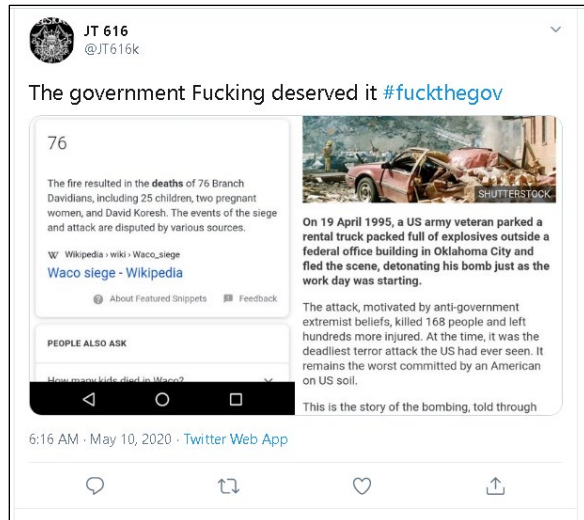 JT 616
@JT616k
The government Fucking deserved it #fuckthegov
76
The fire resulted in the deaths of 76 Branch
Davidians, including 25 children, two pregnant
women, and David Koresh. The events of the siege
and attack are disputed by various sources.
W Wikipedia › wiki › Waco_siege
Waco siege - Wikipedia
About Featured Snippets Feedback
PEOPLE ALSO ASK
How many kids died in Waco?
SHUTTERSTOCK
On 19 April 1995, a US army veteran parked a
rental truck packed full of explosives outside a
federal office building in Oklahoma City and
fled the scene, detonating his bomb just as the
work day was starting.
The attack, motivated by anti-government
extremist beliefs, killed 168 people and left
hundreds more injured. At the time, it was the
deadliest terror attack the US had ever seen. It
remains the worst committed by an American
on US soil.
This is the story of the bombing, told through
6:16 AM · May 10, 2020 · Twitter Web App